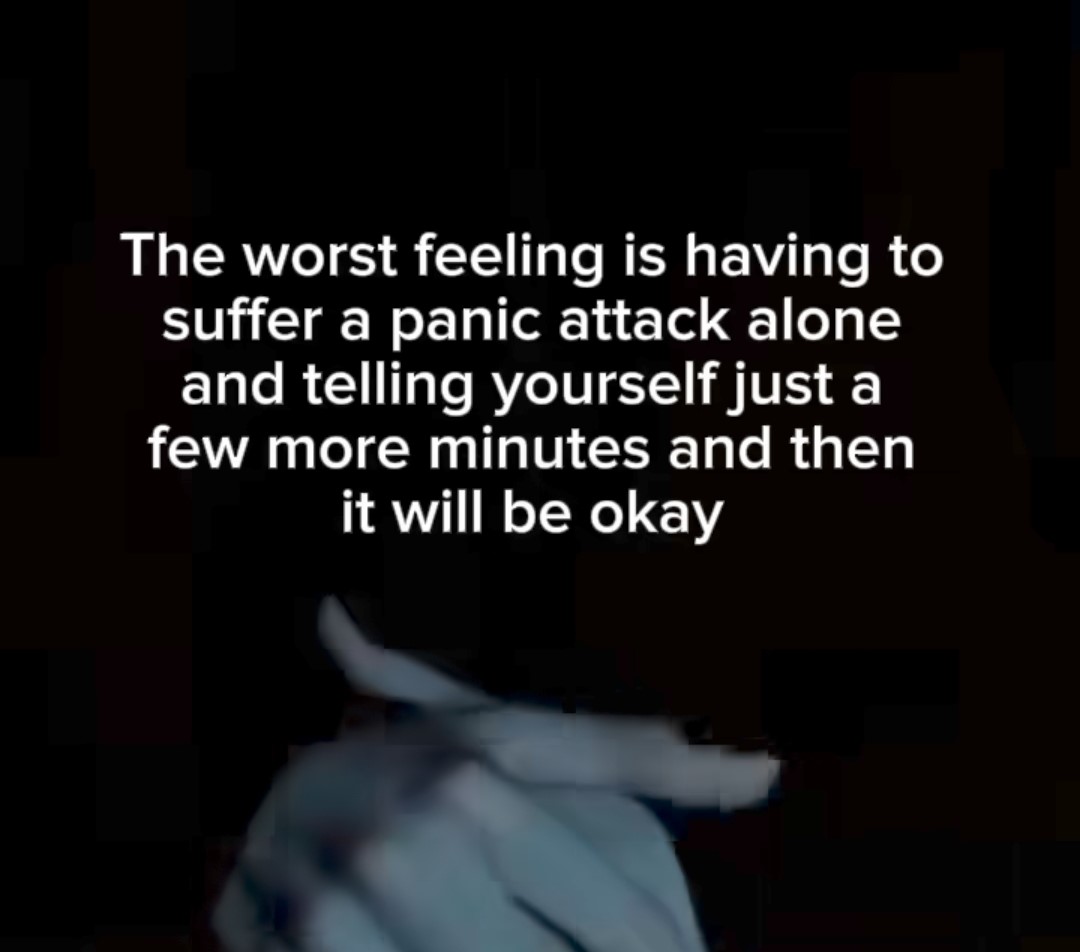 The worst feeling is having to
suffer a panic attack alone
and telling yourself just a
few more minutes and then
it will be okay